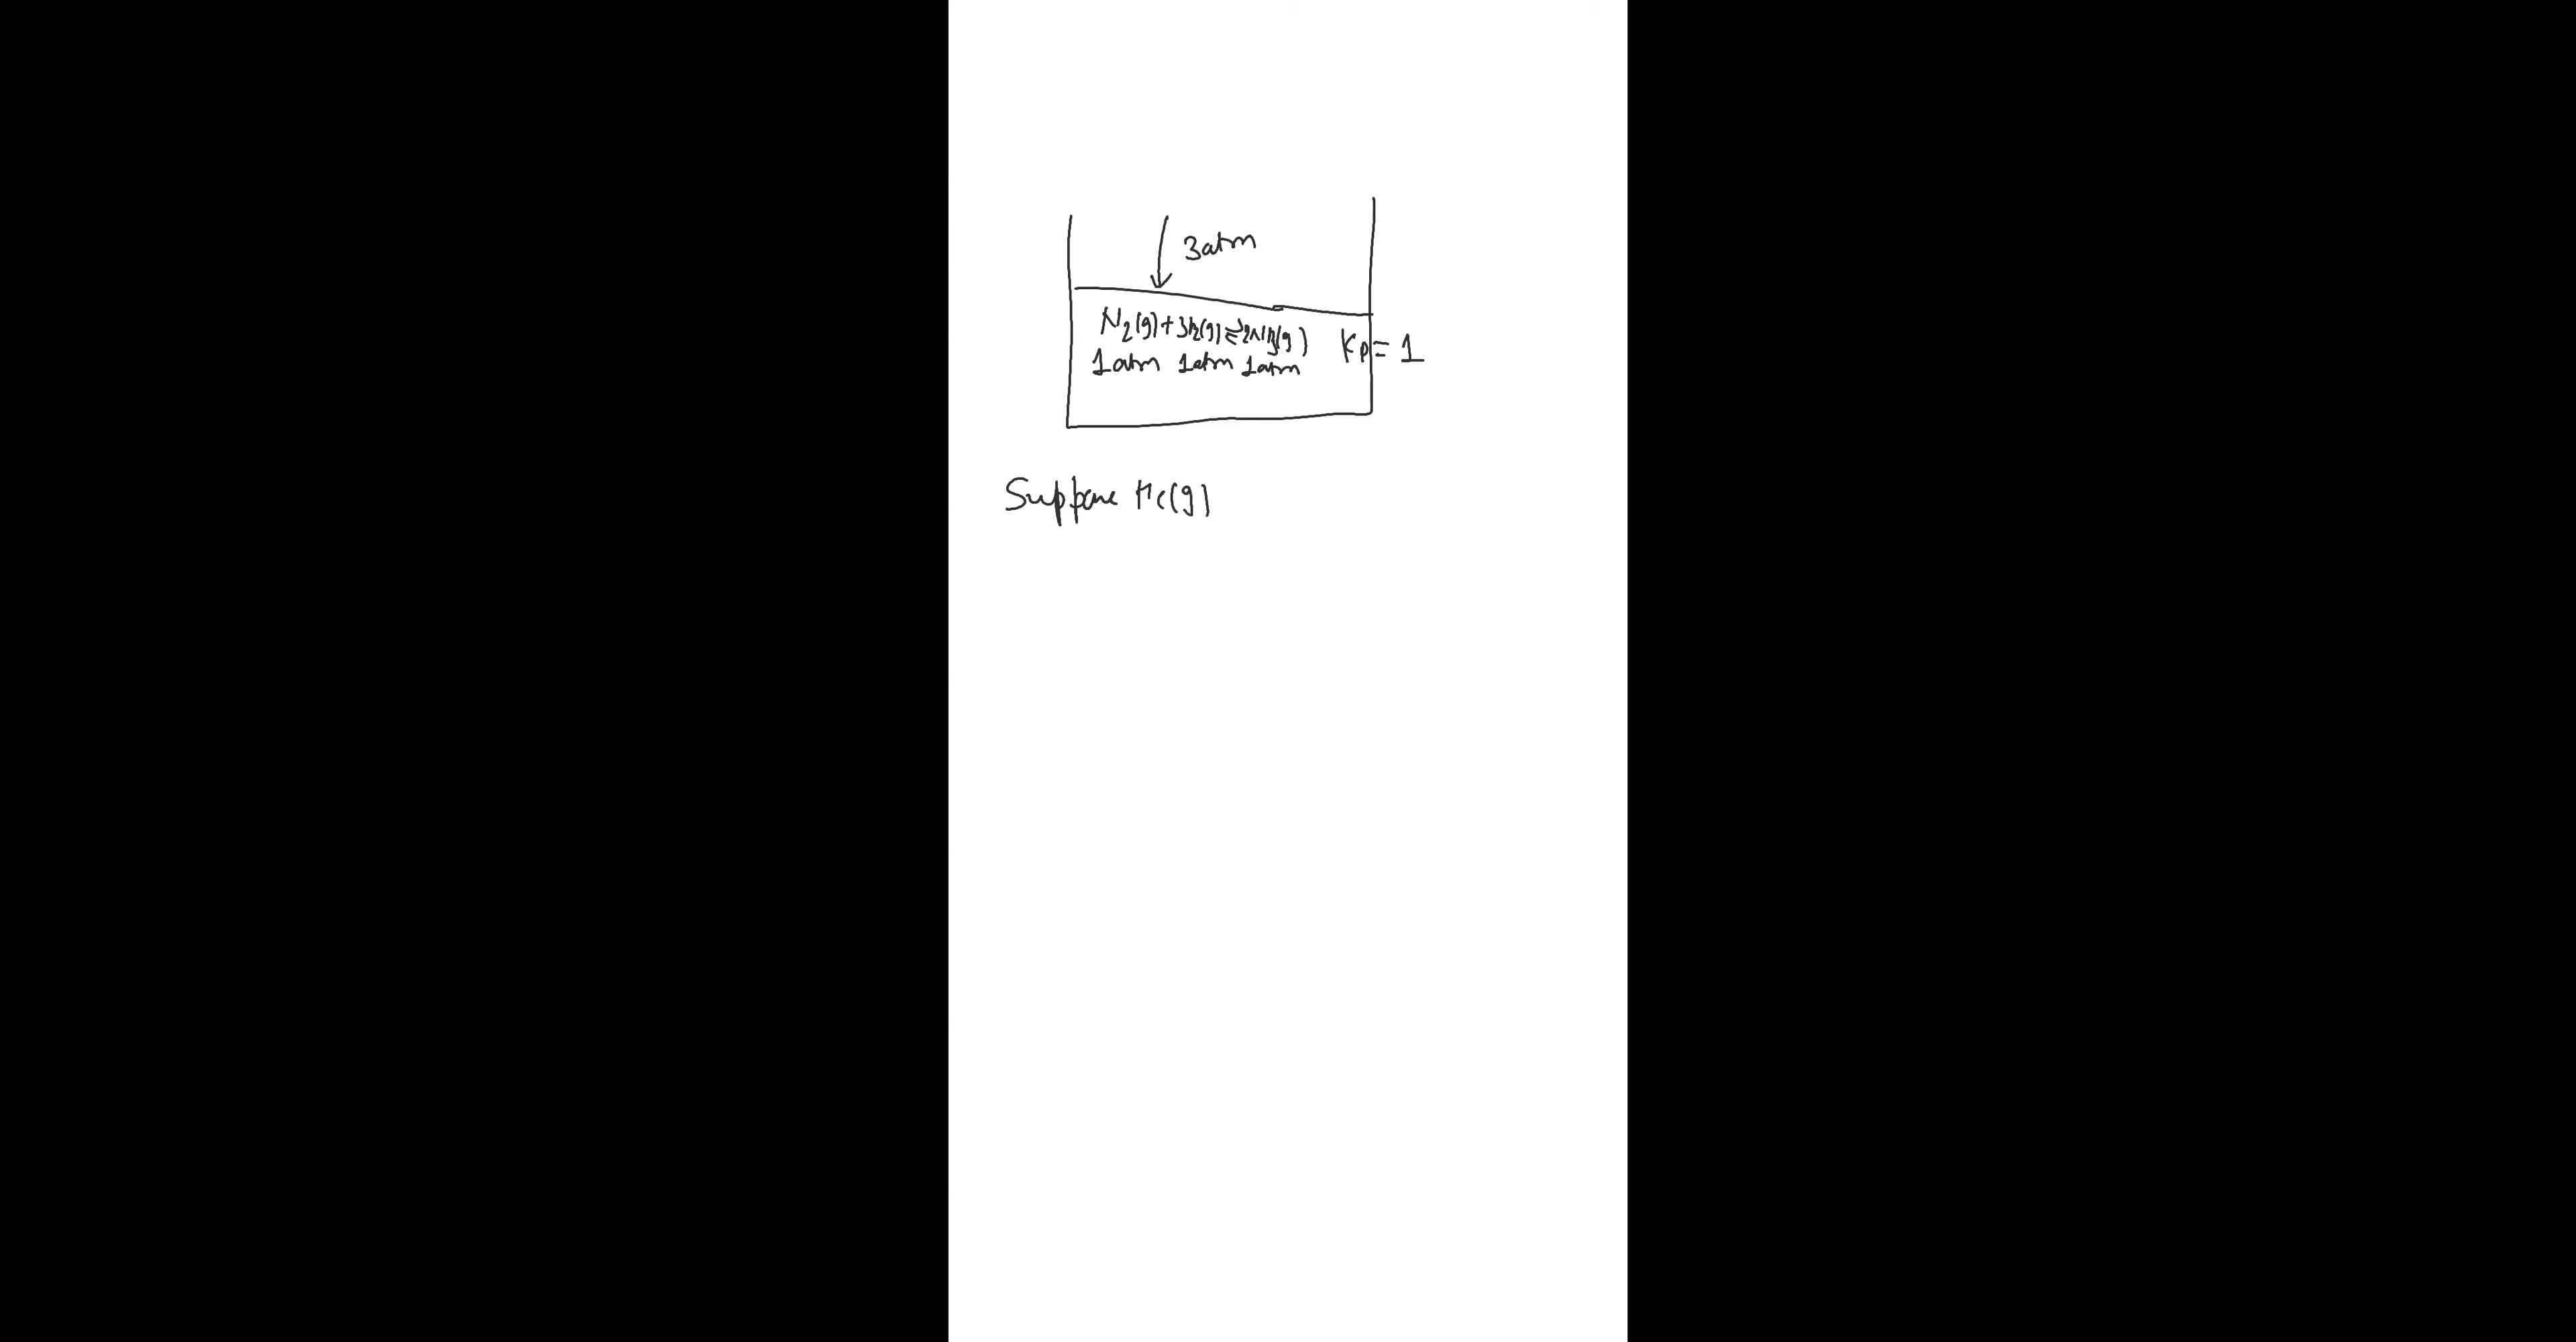 3atm
N2(g) + 3H2(g) ⇌ 2NH3(g) Kp = 1
1atm 1atm 1atm
Suppose He(g)